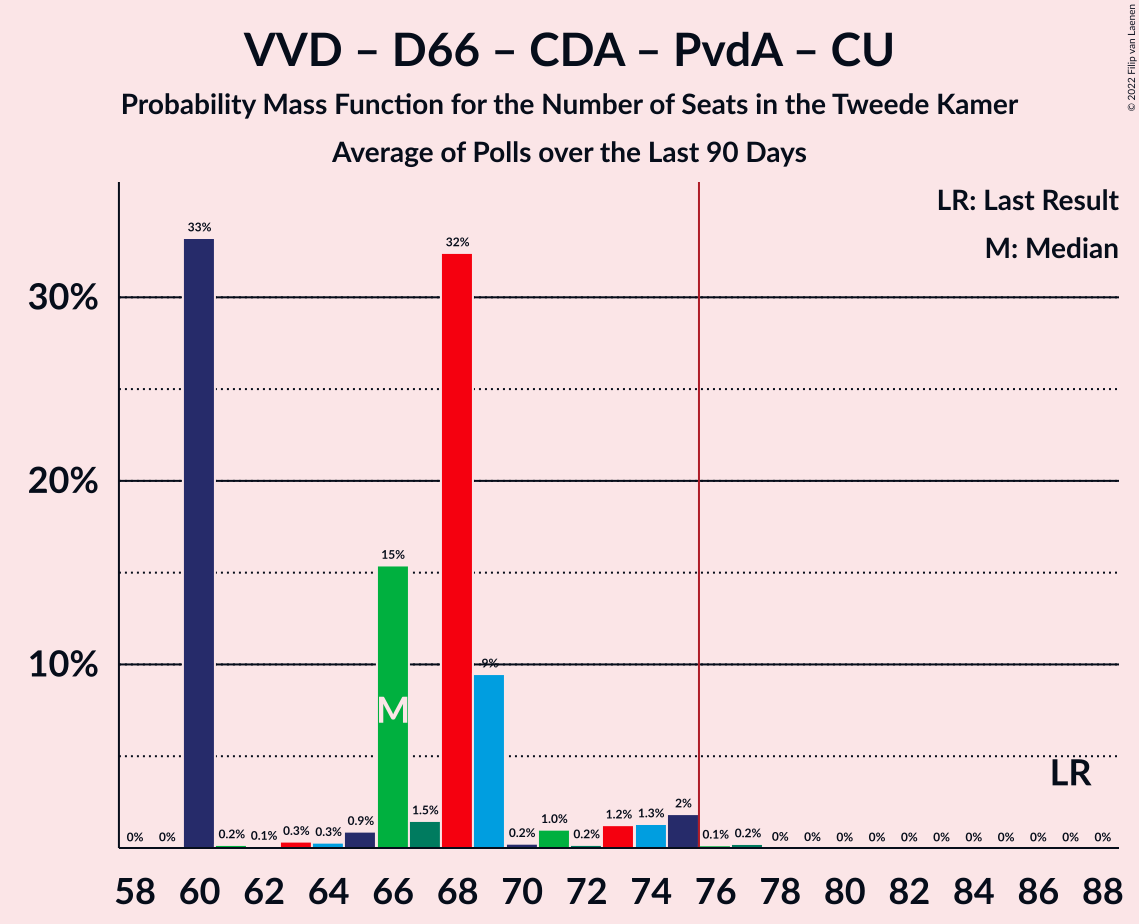 VVD – D66 – CDA – PvdA – CU
Probability Mass Function for the Number of Seats in the Tweede Kamer
Average of Polls over the Last 90 Days
© 2022 Filip van Laenen
LR: Last Result
M: Median
30%
20%
10%
0% 0% 33% 0.2% 0.1% 0.3% 0.3% 0.9% 15% 1.5% 32% 9% 0.2% 1.0% 0.2% 1.2% 1.3% 2% 0.1% 0.2% 0% 0% 0% 0% 0% 0% 0% 0% 0% 0% 0%
M
LR
58 60 62 64 66 68 70 72 74 76 78 80 82 84 86 88